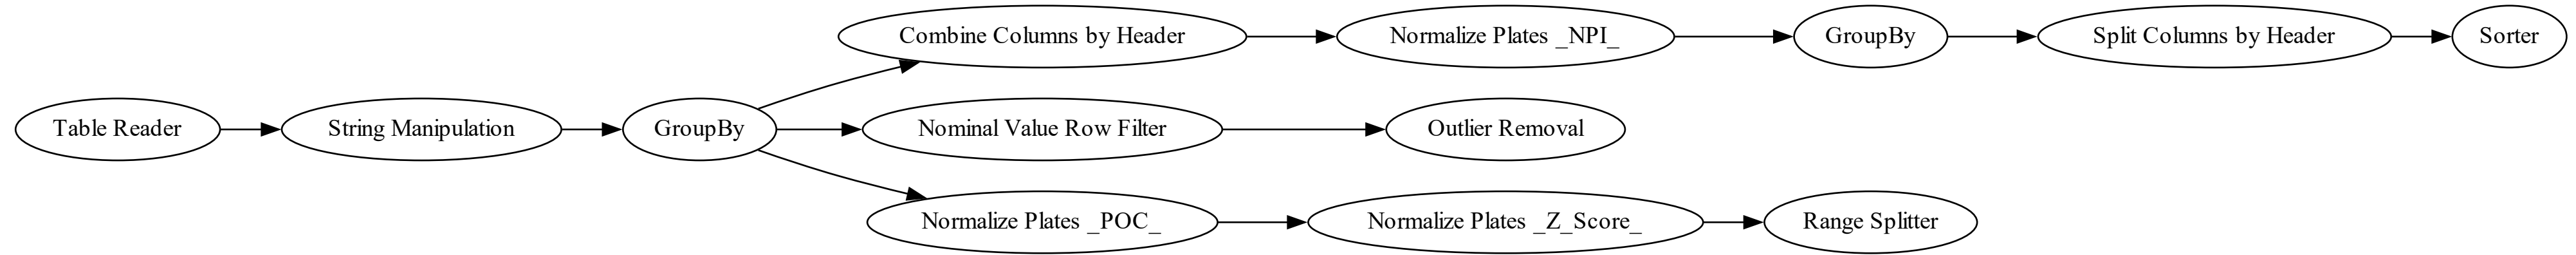 Combine Columns by Header
Normalize Plates _NPI_
GroupBy
Split Columns by Header
Sorter
Table Reader
String Manipulation
GroupBy
Nominal Value Row Filter
Outlier Removal
Normalize Plates _POC_
Normalize Plates _Z_Score_
Range Splitter